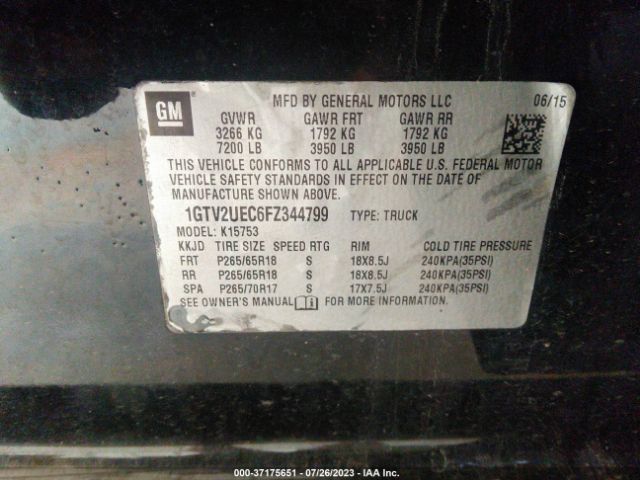 GM
MFD BY GENERAL MOTORS LLC 06/15
GVWR GAWR FRT GAWR RR
3266 KG 1792 KG 1792 KG
7200 LB 3950 LB 3950 LB
THIS VEHICLE CONFORMS TO ALL APPLICABLE U.S. FEDERAL MOTOR
VEHICLE SAFETY STANDARDS IN EFFECT ON THE DATE OF
MANUFACTURE SHOWN ABOVE.
1GTV2UEC6FZ344799 TYPE: TRUCK
MODEL: K15753
KKJD TIRE SIZE SPEED RTG RIM COLD TIRE PRESSURE
FRT P265/65R18 S 18X8.5J 240KPA(35PSI)
RR P265/65R18 S 18X8.5J 240KPA(35PSI)
SPA P265/70R17 S 17X7.5J 240KPA(35PSI)
SEE OWNER'S MANUAL FOR MORE INFORMATION.
000-37175651 - 07/26/2023 - IAA Inc.